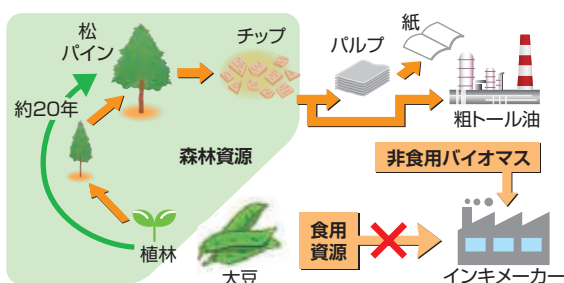 松
パイン
チップ
パルプ
紙
約20年
粗トール油
森林資源
非食用バイオマス
植林
大豆
食用
資源
インキメーカー